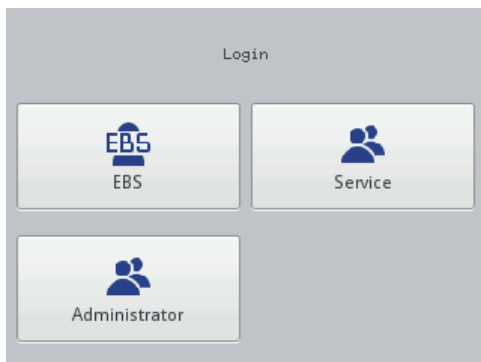 Login
EBS
EBS
Service
Administrator